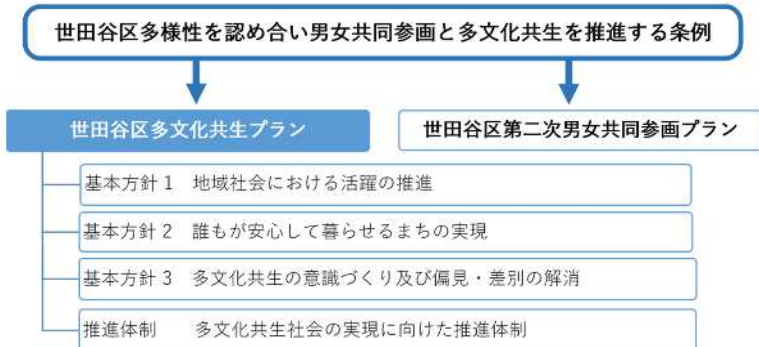 世田谷区多様性を認め合い男女共同参画と多文化共生を推進する条例
世田谷区多文化共生プラン
世田谷区第二次男女共同参画プラン
基本方針１　地域社会における活躍の推進
基本方針２　誰もが安心して暮らせるまちの実現
基本方針３　多文化共生の意識づくり及び偏見・差別の解消
推進体制　　多文化共生社会の実現に向けた推進体制